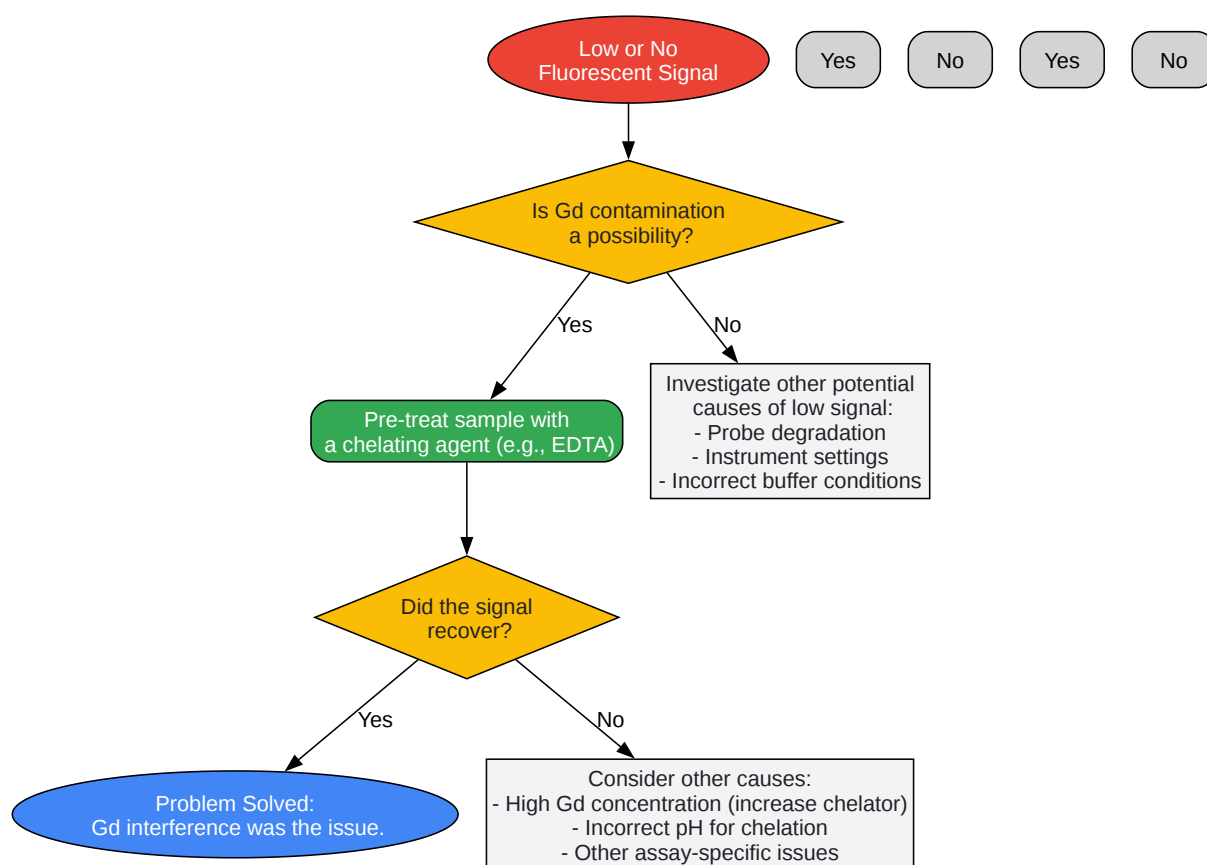 Low or No
Fluorescent Signal
Yes
No
Yes
No
Is Gd contamination
a possibility?
Yes
No
Pre-treat sample with
a chelating agent (e.g., EDTA)
Investigate other potential
causes of low signal:
- Probe degradation
- Instrument settings
- Incorrect buffer conditions
Did the signal
recover?
Yes
No
Problem Solved:
Gd interference was the issue.
Consider other causes:
- High Gd concentration (increase chelator)
- Incorrect pH for chelation
- Other assay-specific issues